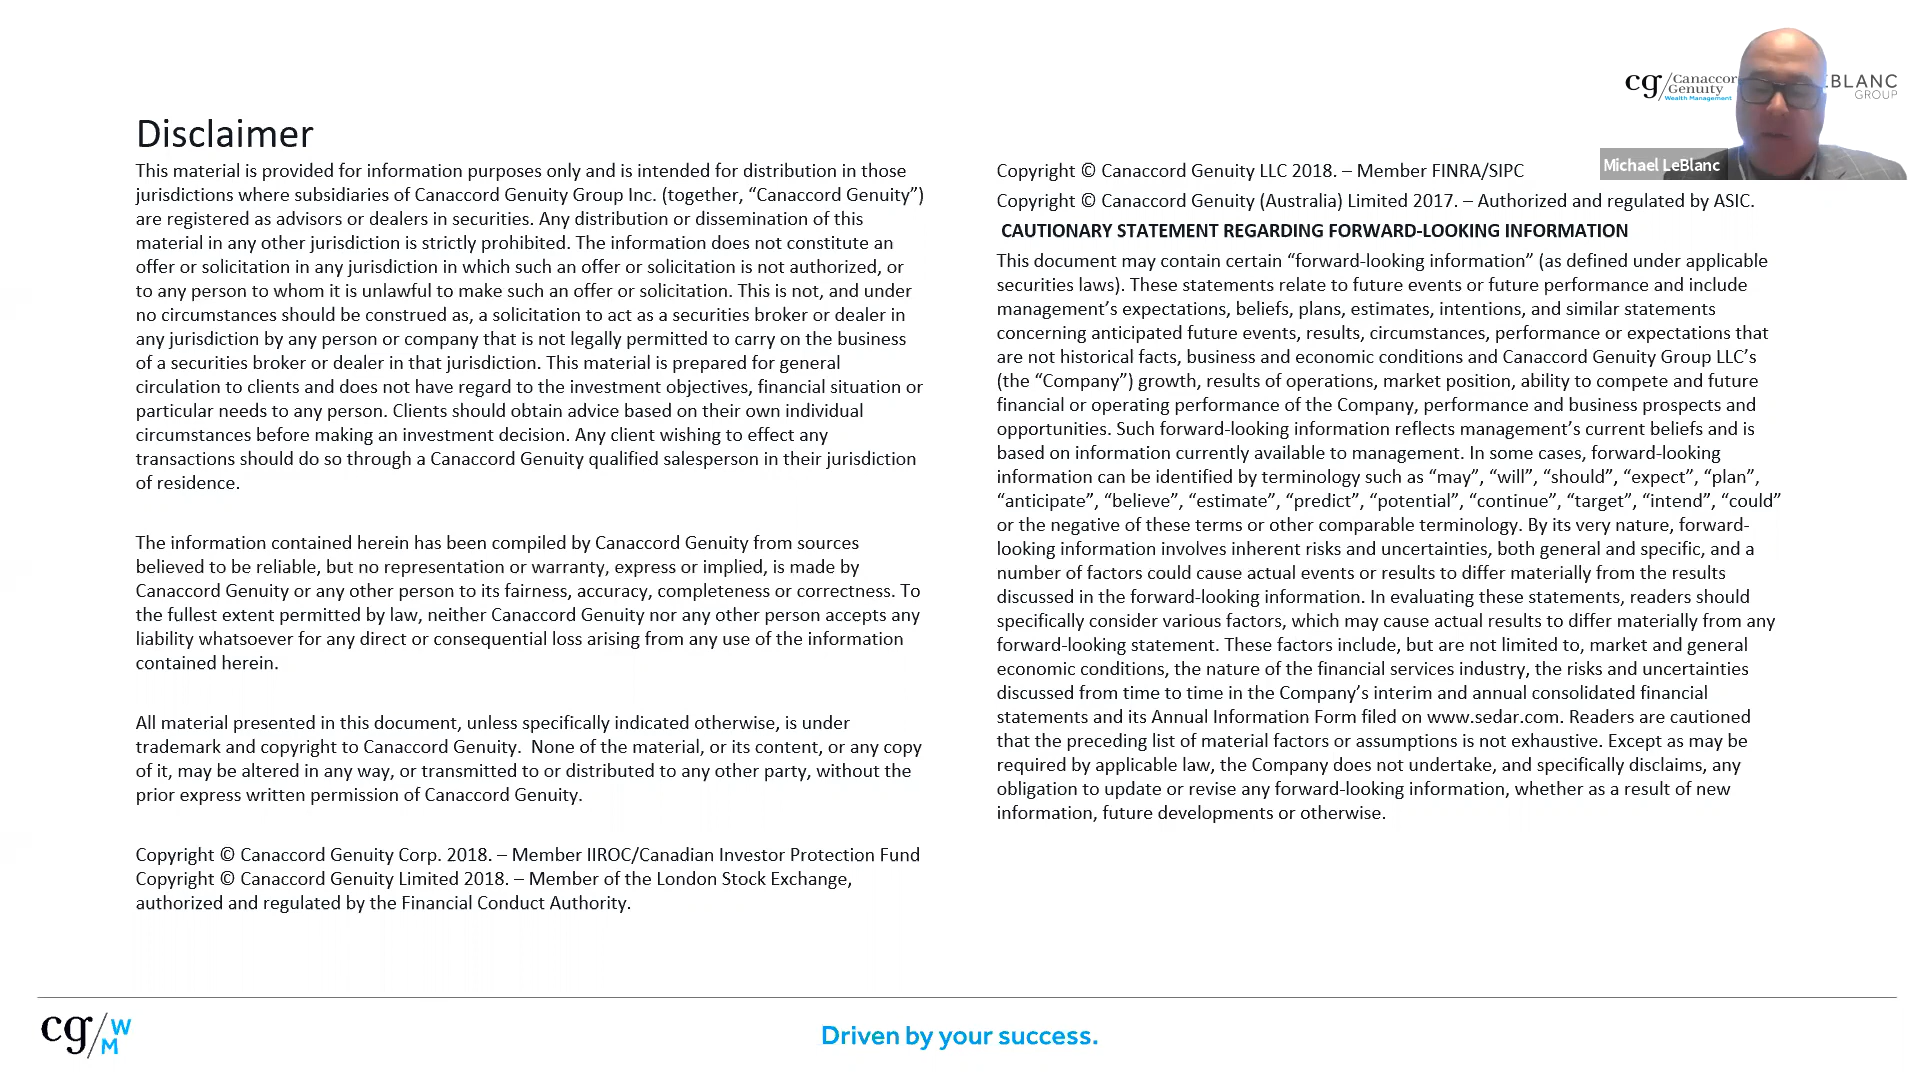 cg/Canaccor
Genuity
Wealth Management
BLANC
GROUP
Michael LeBlanc
Disclaimer
This material is provided for information purposes only and is intended for distribution in those
jurisdictions where subsidiaries of Canaccord Genuity Group Inc. (together, “Canaccord Genuity”)
are registered as advisors or dealers in securities. Any distribution or dissemination of this
material in any other jurisdiction is strictly prohibited. The information does not constitute an
offer or solicitation in any jurisdiction in which such an offer or solicitation is not authorized, or
to any person to whom it is unlawful to make such an offer or solicitation. This is not, and under
no circumstances should be construed as, a solicitation to act as a securities broker or dealer in
any jurisdiction by any person or company that is not legally permitted to carry on the business
of a securities broker or dealer in that jurisdiction. This material is prepared for general
circulation to clients and does not have regard to the investment objectives, financial situation or
particular needs to any person. Clients should obtain advice based on their own individual
circumstances before making an investment decision. Any client wishing to effect any
transactions should do so through a Canaccord Genuity qualified salesperson in their jurisdiction
of residence.
The information contained herein has been compiled by Canaccord Genuity from sources
believed to be reliable, but no representation or warranty, express or implied, is made by
Canaccord Genuity or any other person to its fairness, accuracy, completeness or correctness. To
the fullest extent permitted by law, neither Canaccord Genuity nor any other person accepts any
liability whatsoever for any direct or consequential loss arising from any use of the information
contained herein.
All material presented in this document, unless specifically indicated otherwise, is under
trademark and copyright to Canaccord Genuity.  None of the material, or its content, or any copy
of it, may be altered in any way, or transmitted to or distributed to any other party, without the
prior express written permission of Canaccord Genuity.
Copyright © Canaccord Genuity Corp. 2018. – Member IIROC/Canadian Investor Protection Fund
Copyright © Canaccord Genuity Limited 2018. – Member of the London Stock Exchange,
authorized and regulated by the Financial Conduct Authority.
Copyright © Canaccord Genuity LLC 2018. – Member FINRA/SIPC
Copyright © Canaccord Genuity (Australia) Limited 2017. – Authorized and regulated by ASIC.
CAUTIONARY STATEMENT REGARDING FORWARD-LOOKING INFORMATION
This document may contain certain “forward-looking information” (as defined under applicable
securities laws). These statements relate to future events or future performance and include
management’s expectations, beliefs, plans, estimates, intentions, and similar statements
concerning anticipated future events, results, circumstances, performance or expectations that
are not historical facts, business and economic conditions and Canaccord Genuity Group LLC’s
(the “Company”) growth, results of operations, market position, ability to compete and future
financial or operating performance of the Company, performance and business prospects and
opportunities. Such forward-looking information reflects management’s current beliefs and is
based on information currently available to management. In some cases, forward-looking
information can be identified by terminology such as “may”, “will”, “should”, “expect”, “plan”,
“anticipate”, “believe”, “estimate”, “predict”, “potential”, “continue”, “target”, “intend”, “could”
or the negative of these terms or other comparable terminology. By its very nature, forward-
looking information involves inherent risks and uncertainties, both general and specific, and a
number of factors could cause actual events or results to differ materially from the results
discussed in the forward-looking information. In evaluating these statements, readers should
specifically consider various factors, which may cause actual results to differ materially from any
forward-looking statement. These factors include, but are not limited to, market and general
economic conditions, the nature of the financial services industry, the risks and uncertainties
discussed from time to time in the Company’s interim and annual consolidated financial
statements and its Annual Information Form filed on www.sedar.com. Readers are cautioned
that the preceding list of material factors or assumptions is not exhaustive. Except as may be
required by applicable law, the Company does not undertake, and specifically disclaims, any
obligation to update or revise any forward-looking information, whether as a result of new
information, future developments or otherwise.
cg/WM
Driven by your success.